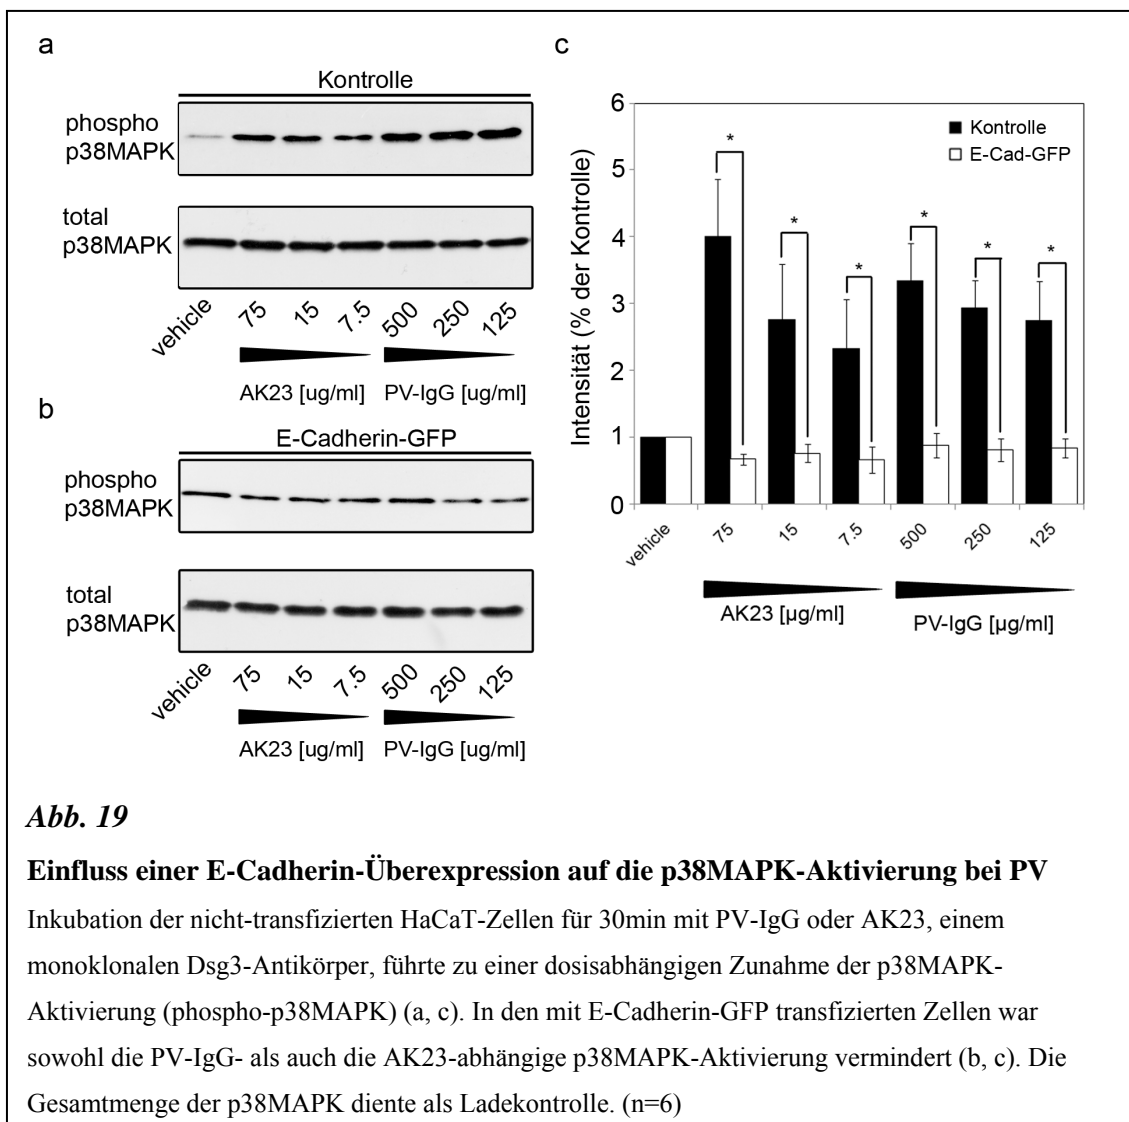 a
Kontrolle
phospho
p38MAPK
total
p38MAPK
vehicle 75 15 7.5 500 250 125
AK23 [ug/ml] PV-IgG [ug/ml]
b
E-Cadherin-GFP
phospho
p38MAPK
total
p38MAPK
vehicle 75 15 7.5 500 250 125
AK23 [ug/ml] PV-IgG [ug/ml]
c
Intensität (% der Kontrolle)
6
5
4
3
2
1
0
Kontrolle
E-Cad-GFP
* * * * * *
vehicle 75 15 7.5 500 250 125
AK23 [µg/ml] PV-IgG [µg/ml]
Abb. 19
Einfluss einer E-Cadherin-Überexpression auf die p38MAPK-Aktivierung bei PV
Inkubation der nicht-transfizierten HaCaT-Zellen für 30min mit PV-IgG oder AK23, einem
monoklonalen Dsg3-Antikörper, führte zu einer dosisabhängigen Zunahme der p38MAPK-
Aktivierung (phospho-p38MAPK) (a, c). In den mit E-Cadherin-GFP transfizierten Zellen war
sowohl die PV-IgG- als auch die AK23-abhängige p38MAPK-Aktivierung vermindert (b, c). Die
Gesamtmenge der p38MAPK diente als Ladekontrolle. (n=6)